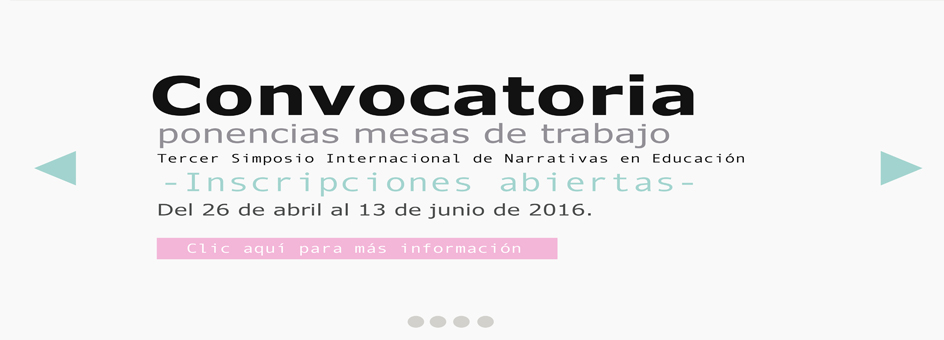 Convocatoria
ponencias mesas de trabajo
Tercer Simposio Internacional de Narrativas en Educación
-Inscripciones abiertas-
Del 26 de abril al 13 de junio de 2016.
Clic aquí para más información